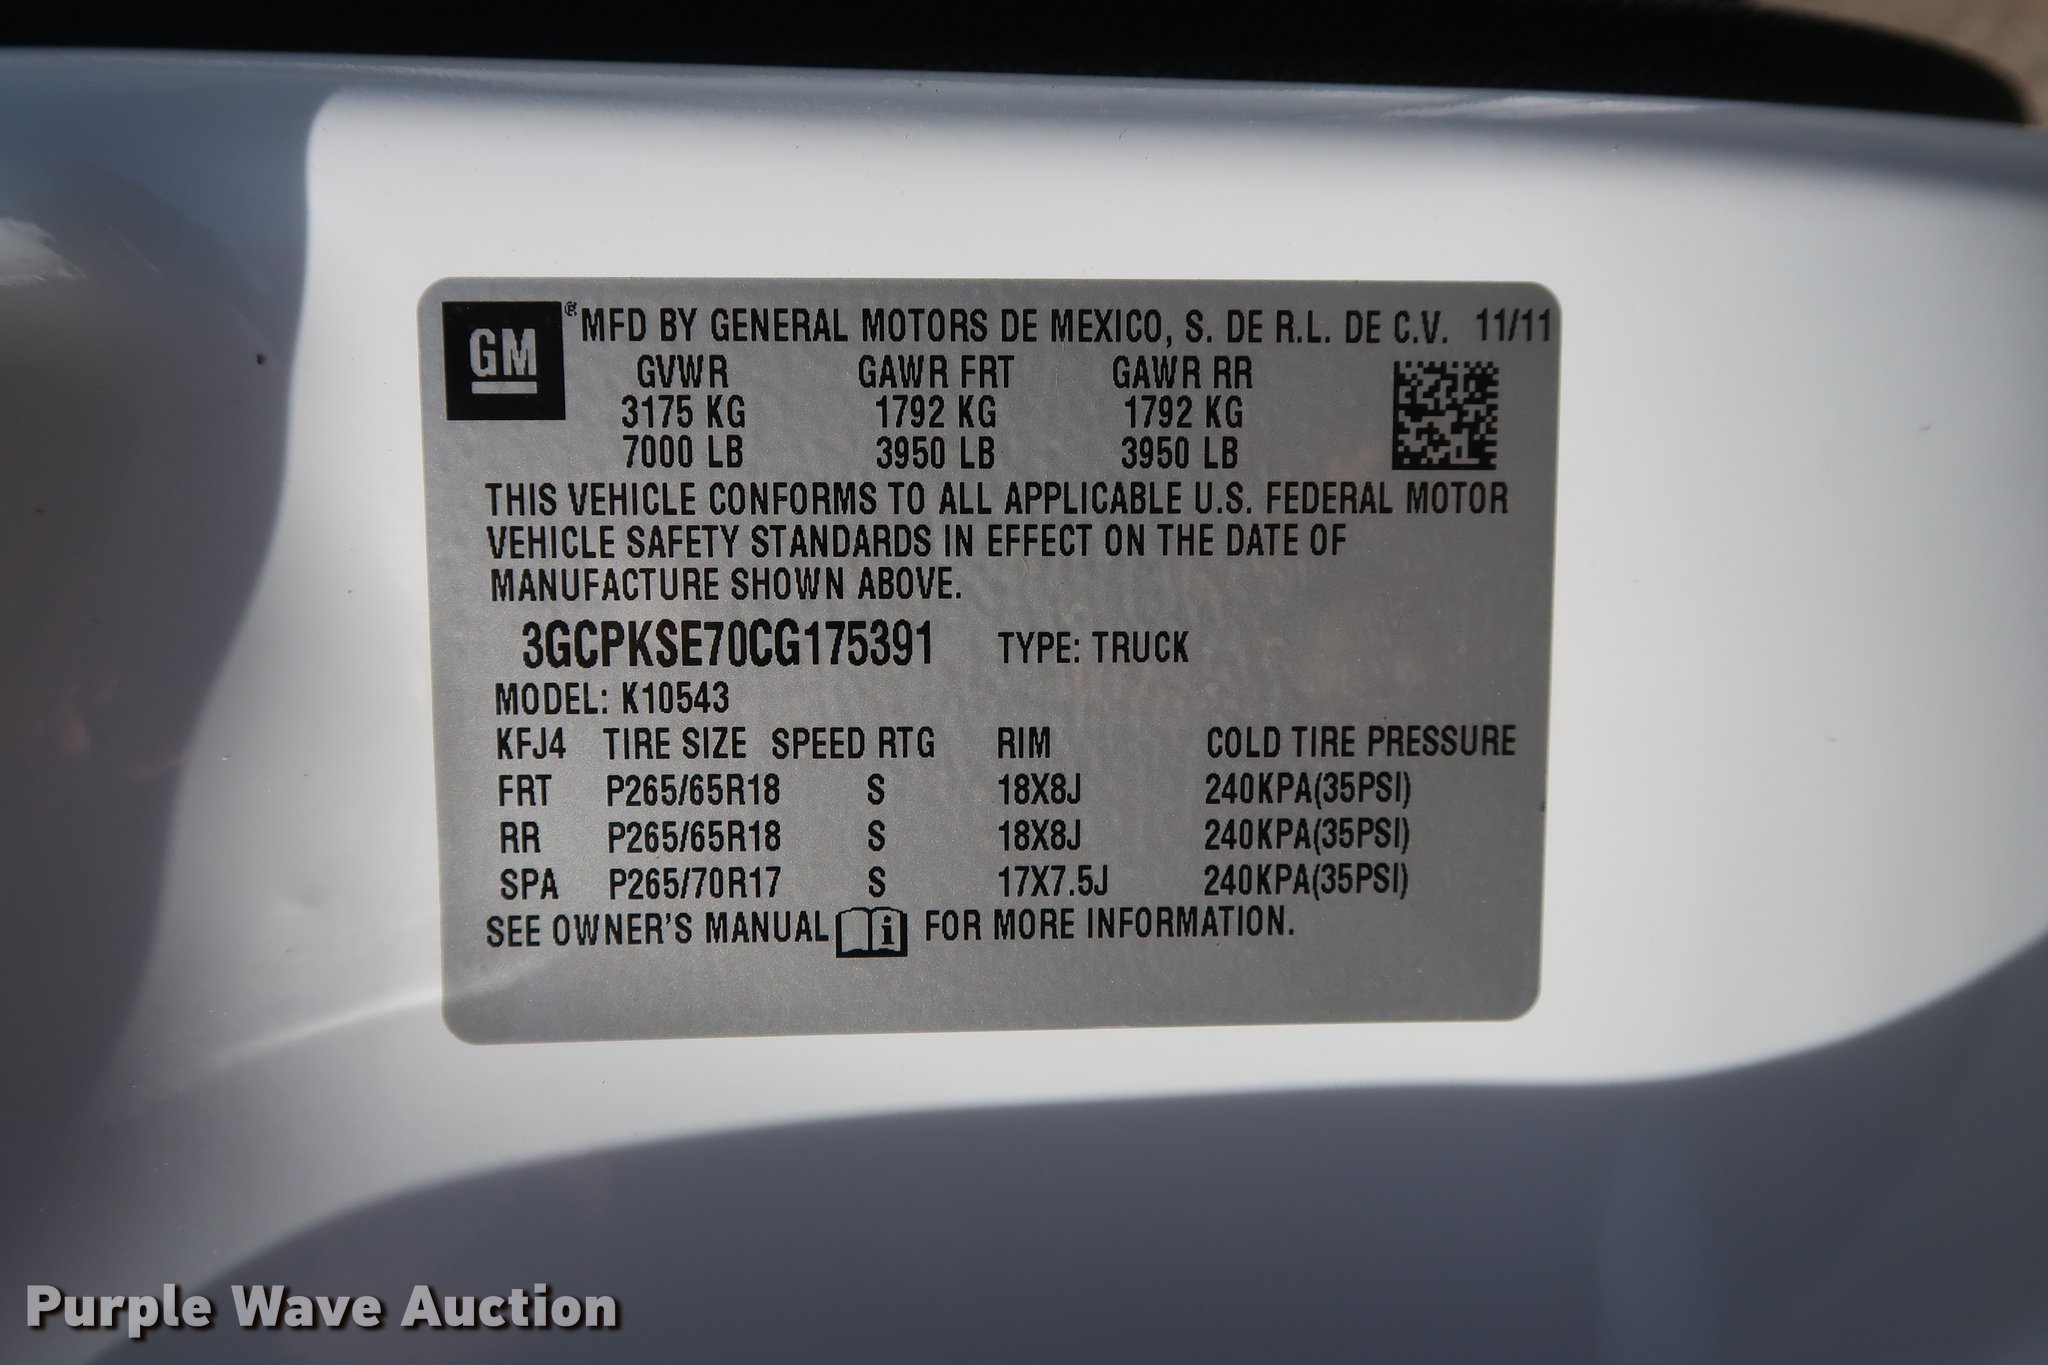 GM® MFD BY GENERAL MOTORS DE MEXICO, S. DE R.L. DE C.V. 11/11
GVWR GAWR FRT GAWR RR
3175 KG 1792 KG 1792 KG
7000 LB 3950 LB 3950 LB
THIS VEHICLE CONFORMS TO ALL APPLICABLE U.S. FEDERAL MOTOR
VEHICLE SAFETY STANDARDS IN EFFECT ON THE DATE OF
MANUFACTURE SHOWN ABOVE.
3GCPKSE70CG175391 TYPE: TRUCK
MODEL: K10543
KFJ4 TIRE SIZE SPEED RTG RIM COLD TIRE PRESSURE
FRT P265/65R18 S 18X8J 240KPA(35PSI)
RR P265/65R18 S 18X8J 240KPA(35PSI)
SPA P265/70R17 S 17X7.5J 240KPA(35PSI)
SEE OWNER'S MANUAL i FOR MORE INFORMATION.
Purple Wave Auction